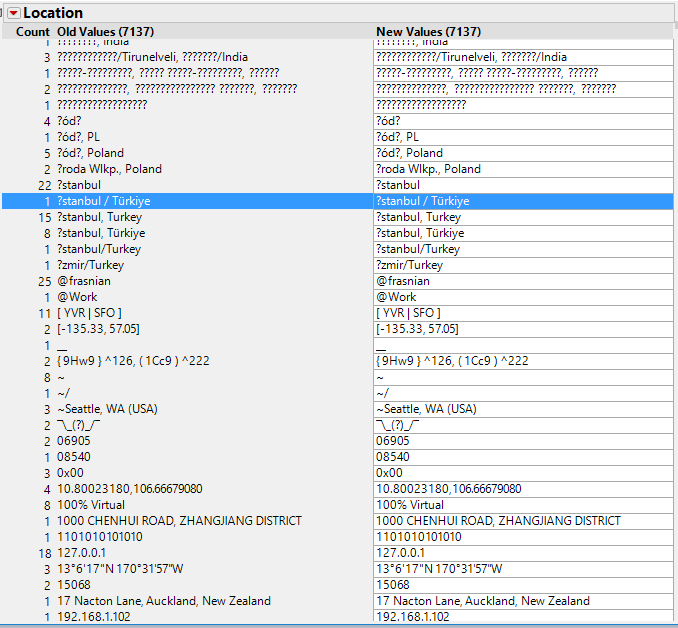 Location
Count Old Values (7137) New Values (7137)
1 ????????, India ????????, India
3 ????????????/Tirunelveli, ???????/India ????????????/Tirunelveli, ???????/India
1 ?????-?????????, ????? ?????-?????????, ?????? ?????-?????????, ????? ?????-?????????, ??????
2 ??????????????, ???????????????? ???????, ??????? ??????????????, ???????????????? ???????, ???????
1 ?????????????????? ??????????????????
4 ?ód? ?ód?
1 ?ód?, PL ?ód?, PL
5 ?ód?, Poland ?ód?, Poland
2 ?roda Wlkp., Poland ?roda Wlkp., Poland
22 ?stanbul ?stanbul
1 ?stanbul / Türkiye ?stanbul / Türkiye
15 ?stanbul, Turkey ?stanbul, Turkey
8 ?stanbul, Türkiye ?stanbul, Türkiye
1 ?stanbul/Turkey ?stanbul/Turkey
1 ?zmir/Turkey ?zmir/Turkey
25 @frasnian @frasnian
1 @Work @Work
11 [ YVR | SFO ] [ YVR | SFO ]
2 [-135.33, 57.05] [-135.33, 57.05]
1 __ __
2 { 9Hw9 } ^126, ( 1Cc9 ) ^222 { 9Hw9 } ^126, ( 1Cc9 ) ^222
8 ~ ~
1 ~/ ~/
3 ~Seattle, WA (USA) ~Seattle, WA (USA)
2 ¯\_(?)_/¯ ¯\_(?)_/¯
2 06905 06905
1 08540 08540
3 0x00 0x00
4 10.80023180,106.66679080 10.80023180,106.66679080
8 100% Virtual 100% Virtual
1 1000 CHENHUI ROAD, ZHANGJIANG DISTRICT 1000 CHENHUI ROAD, ZHANGJIANG DISTRICT
1 1101010101010 1101010101010
18 127.0.0.1 127.0.0.1
3 13°6'17"N 170°31'57"W 13°6'17"N 170°31'57"W
2 15068 15068
1 17 Nacton Lane, Auckland, New Zealand 17 Nacton Lane, Auckland, New Zealand
1 192.168.1.102 192.168.1.102